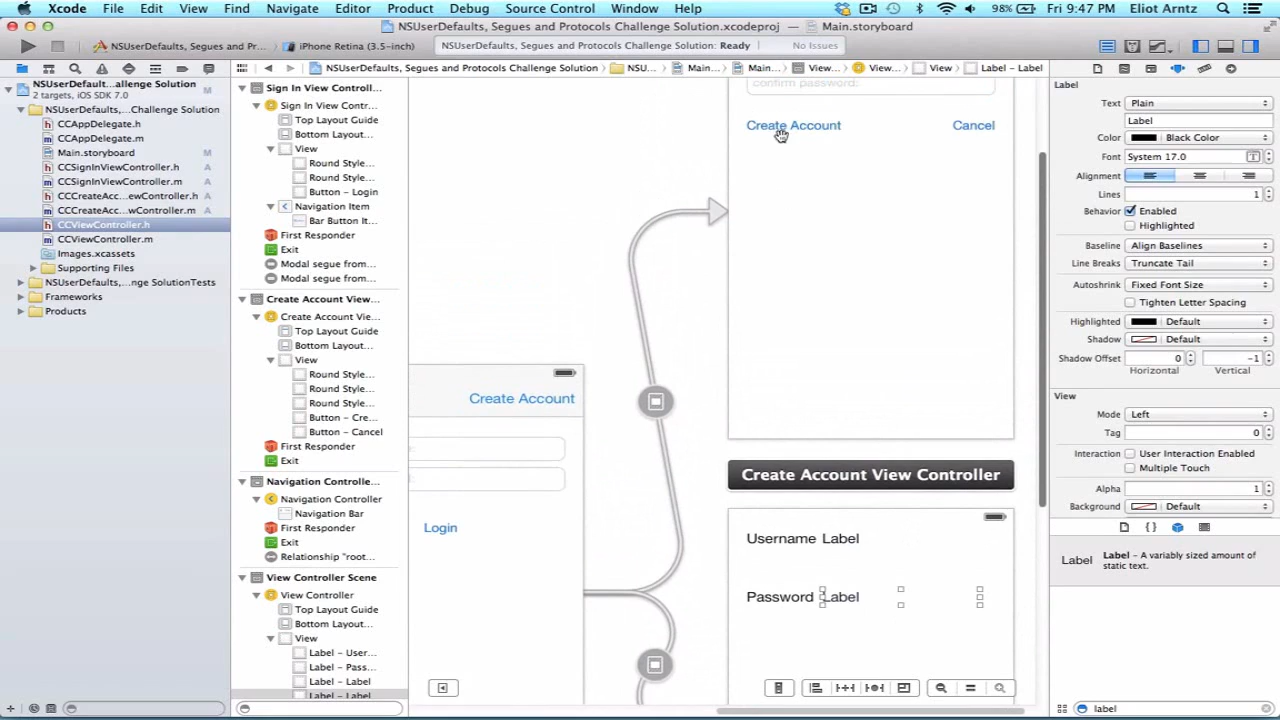 Xcode File Edit View Find Navigate Editor Product Debug Source Control Window Help 98% Fri 9:47 PM Eliot Arntz
NSUserDefaults, Segues and Protocols Challenge Solution.xcodeproj — Main.storyboard
NSUserDefaults, Segues and Pr... iPhone Retina (3.5-inch) NSUserDefaults, Segues and Protocols Challenge Solution: Ready No Issues
NSUserDefaults, Segues and Protocols Challenge Solution NSU... Main... Main... View... View... View Label - Label
NSUserDefault...allenge Solution
2 targets, iOS SDK 7.0
NSUserDefaults,...Challenge Solution
CCAppDelegate.h
CCAppDelegate.m
Main.storyboard M
CCSignInViewController.h A
CCSignInViewController.m A
CCCreateAcc...ewController.h A
CCCreateAcc...wController.m A
CCViewController.h
CCViewController.m
Images.xcassets
Supporting Files
NSUserDefaults,...nge SolutionTests
Frameworks
Products
Sign In View Controll...
Sign In View Contr...
Top Layout Guide
Bottom Layout...
View
Round Style...
Round Style...
Button - Login
Navigation Item
Bar Button It...
First Responder
Exit
Modal segue from...
Modal segue from...
Create Account View...
Create Account Vie...
Top Layout Guide
Bottom Layout...
View
Round Style...
Round Style...
Round Style...
Button - Cre...
Button - Cancel
First Responder
Exit
Navigation Controlle...
Navigation Controller
Navigation Bar
First Responder
Exit
Relationship "root...
View Controller Scene
View Controller
Top Layout Guide
Bottom Layout...
View
Label - User...
Label - Pass...
Label - Label
Label - Label
confirm password:
Create Account Cancel
Create Account
Login
Create Account View Controller
Username Label
Password Label
Label
Text Plain
Label
Color Black Color
Font System 17.0
Alignment
Lines 1
Behavior Enabled
Highlighted
Baseline Align Baselines
Line Breaks Truncate Tail
Autoshrink Fixed Font Size
Tighten Letter Spacing
Highlighted Default
Shadow Default
Shadow Offset 0 -1
Horizontal Vertical
View
Mode Left
Tag 0
Interaction User Interaction Enabled
Multiple Touch
Alpha 1
Background Default
Label Label - A variably sized amount of
static text.
label